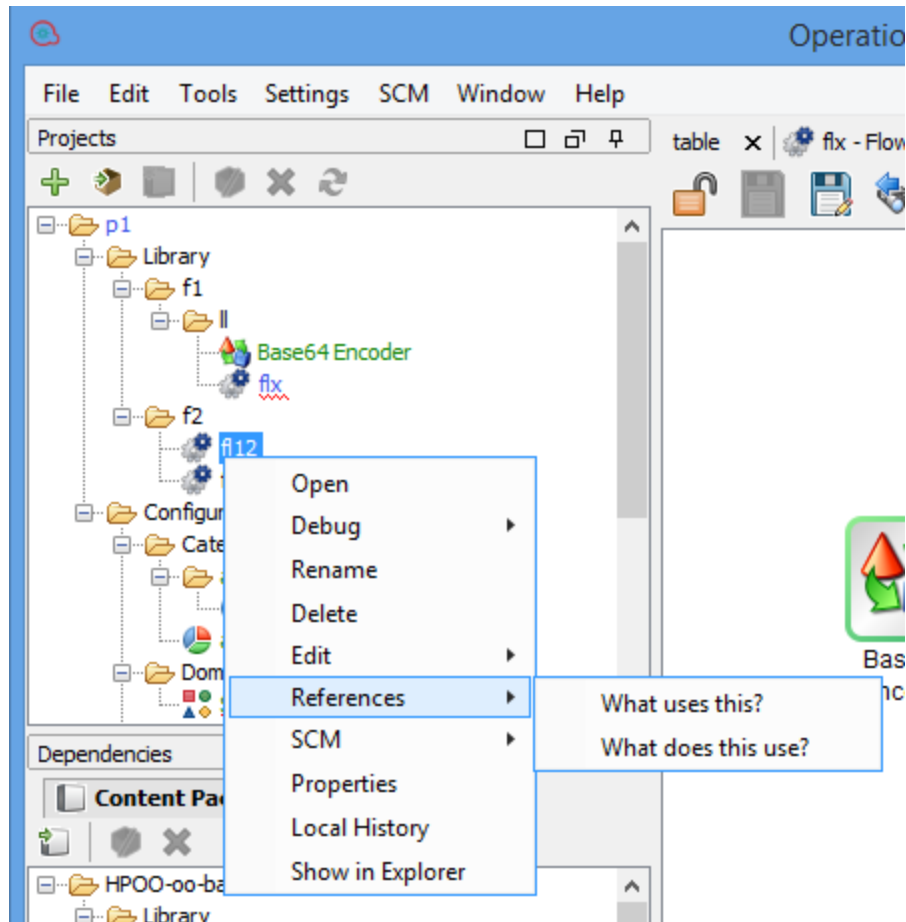 Operatio
File Edit Tools Settings SCM Window Help
Projects
table flx - Flow
p1
Library
f1
ll
Base64 Encoder
flx
f2
fl12
Configur
Cate
Dom
Open
Debug
Rename
Delete
Edit
References
SCM
Properties
Local History
Show in Explorer
What uses this?
What does this use?
Bas
nc
Dependencies
Content Pa
HPOO-oo-ba
Library